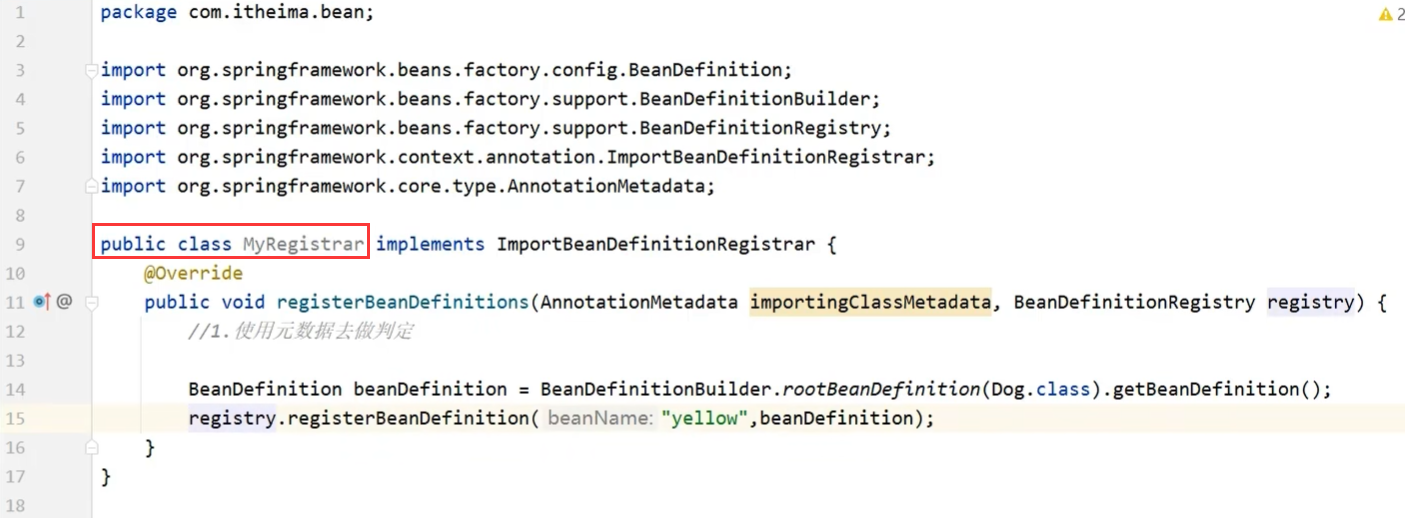 1 package com.itheima.bean;
2
3 import org.springframework.beans.factory.config.BeanDefinition;
4 import org.springframework.beans.factory.support.BeanDefinitionBuilder;
5 import org.springframework.beans.factory.support.BeanDefinitionRegistry;
6 import org.springframework.context.annotation.ImportBeanDefinitionRegistrar;
7 import org.springframework.core.type.AnnotationMetadata;
8
9 public class MyRegistrar implements ImportBeanDefinitionRegistrar {
10 @Override
11 @ public void registerBeanDefinitions(AnnotationMetadata importingClassMetadata, BeanDefinitionRegistry registry) {
12 //1.使用元数据去做判定
13
14 BeanDefinition beanDefinition = BeanDefinitionBuilder.rootBeanDefinition(Dog.class).getBeanDefinition();
15 registry.registerBeanDefinition( beanName: "yellow",beanDefinition);
16 }
17 }
18
2